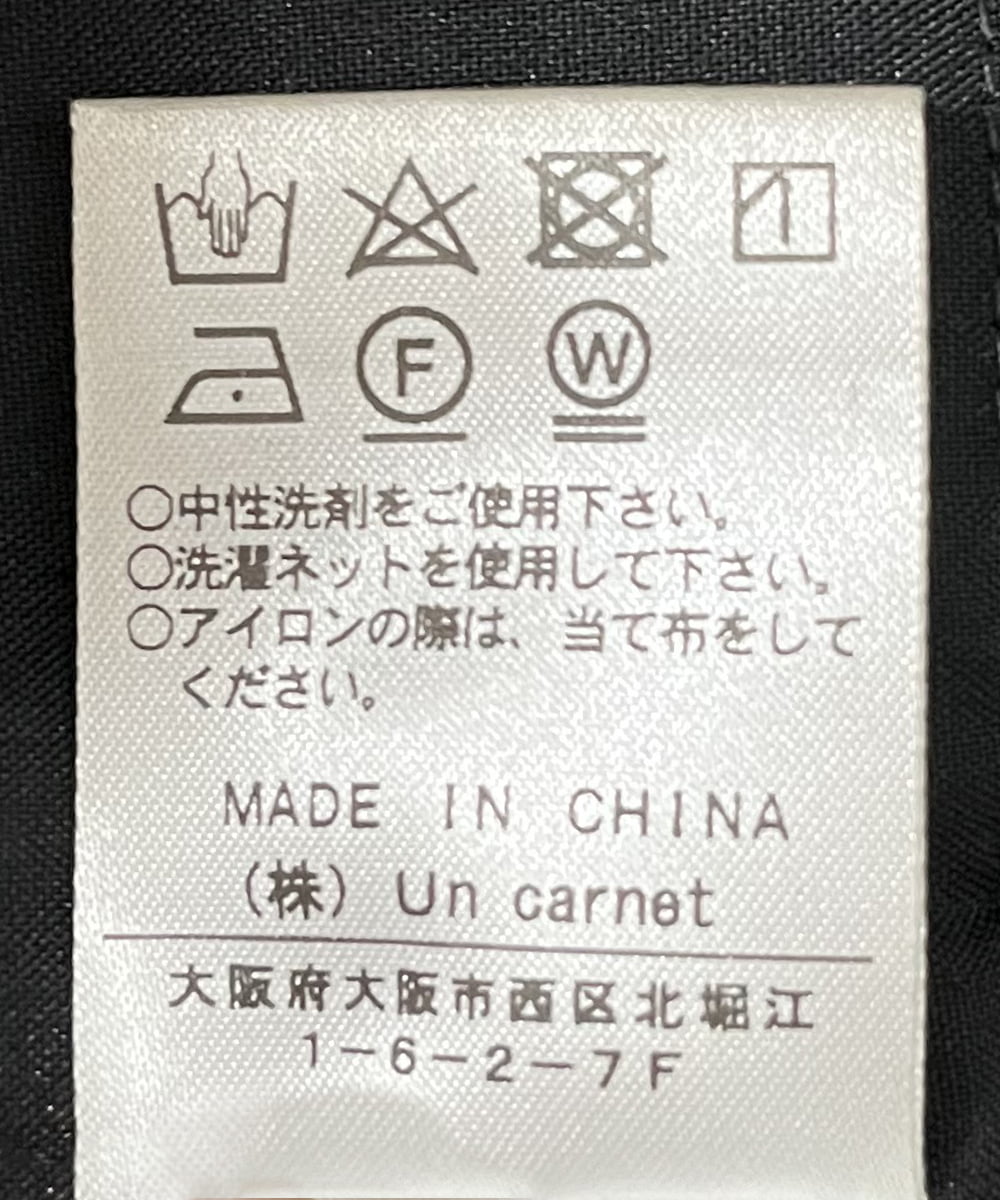 F W
○中性洗剤をご使用下さい。
○洗濯ネットを使用して下さい。
○アイロンの際は、当て布をして
ください。
MADE IN CHINA
(株) Un carnet
大阪府大阪市西区北堀江
1-6-2-7F